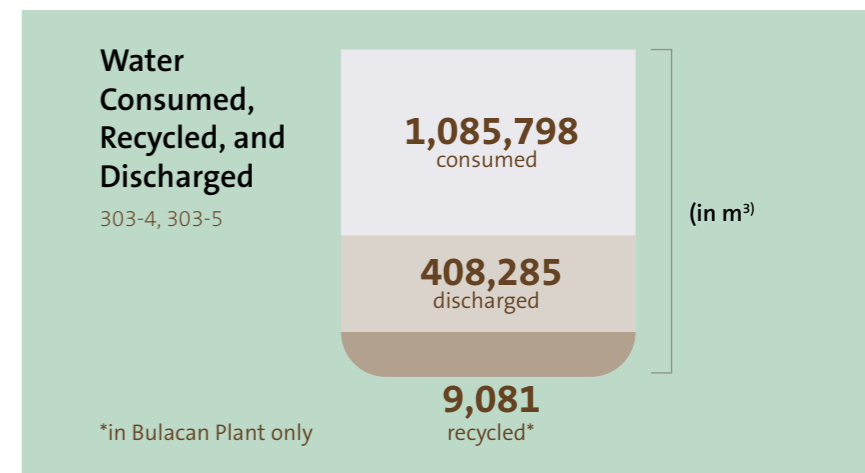 Water
Consumed,
Recycled, and
Discharged
303-4, 303-5
1,085,798
consumed
408,285
discharged
(in m³⁾
9,081
recycled*
*in Bulacan Plant only